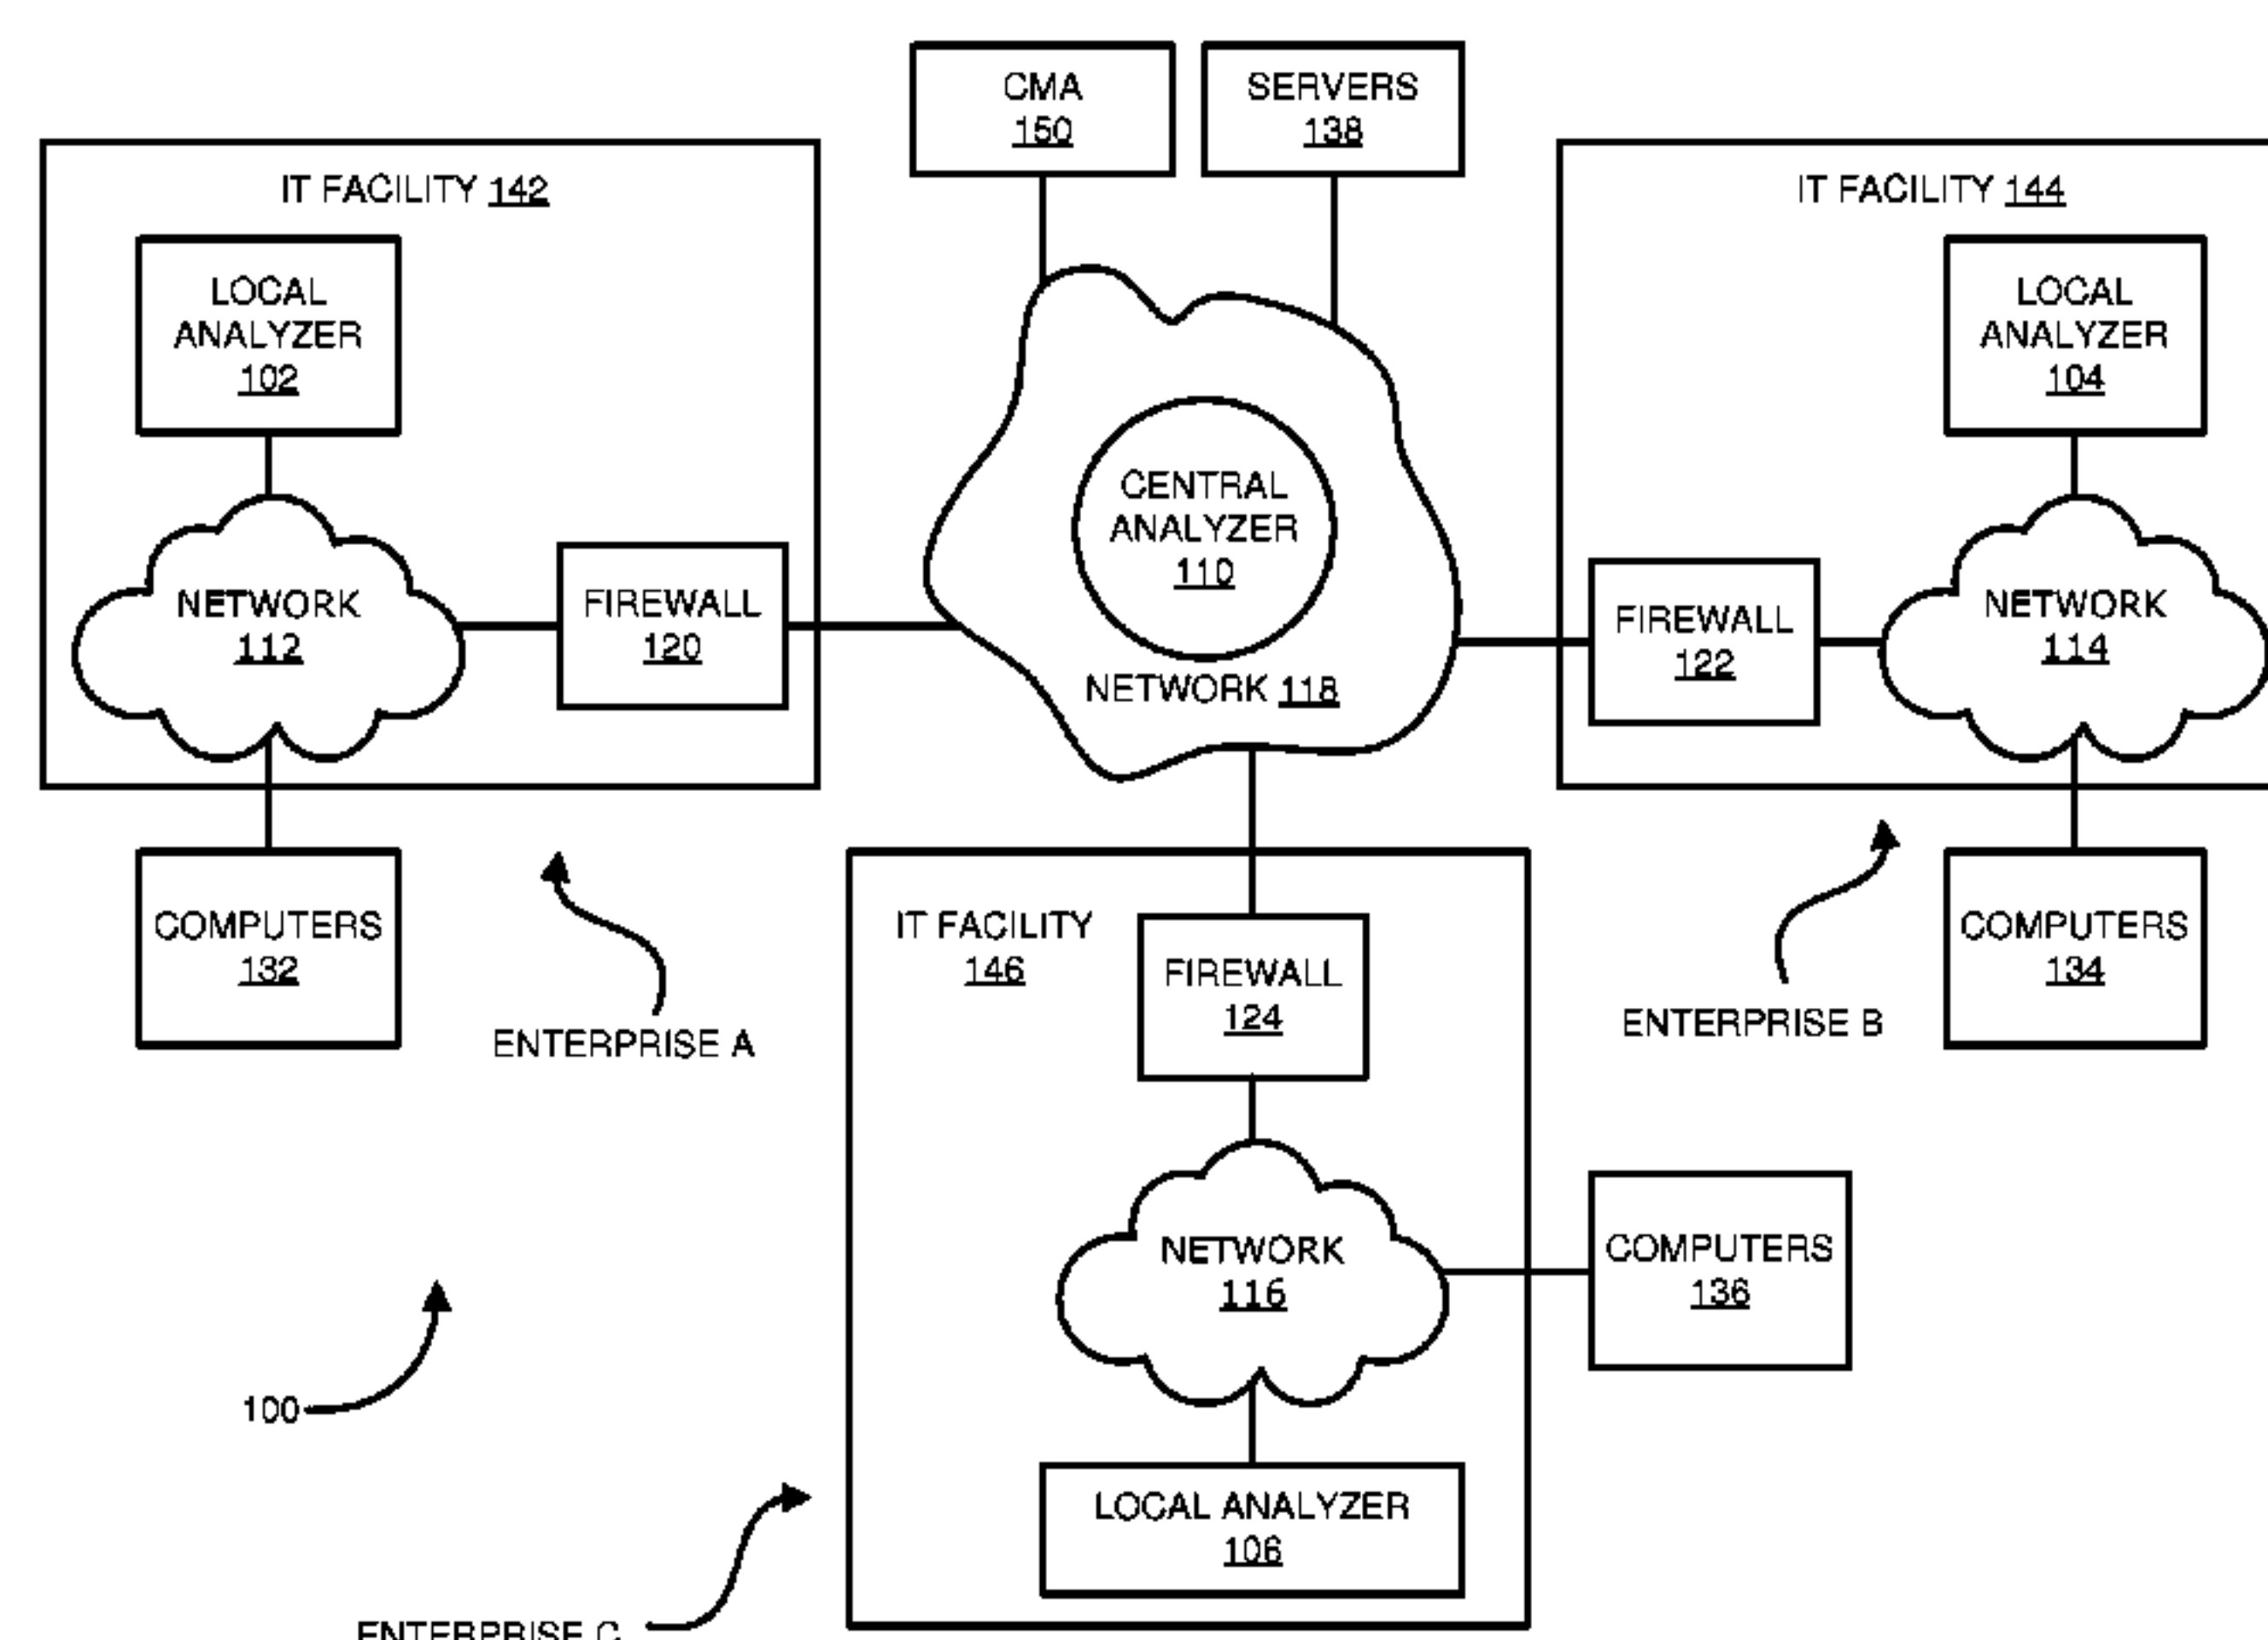 CMA
150
SERVERS
138
IT FACILITY 142
IT FACILITY 144
LOCAL
ANALYZER
102
LOCAL
ANALYZER
104
CENTRAL
ANALYZER
110
NETWORK 118
NETWORK
112
FIREWALL
120
FIREWALL
122
NETWORK
114
COMPUTERS
132
ENTERPRISE A
IT FACILITY
146
FIREWALL
124
ENTERPRISE B
COMPUTERS
134
NETWORK
116
COMPUTERS
136
100
LOCAL ANALYZER
106
ENTERPRISE C